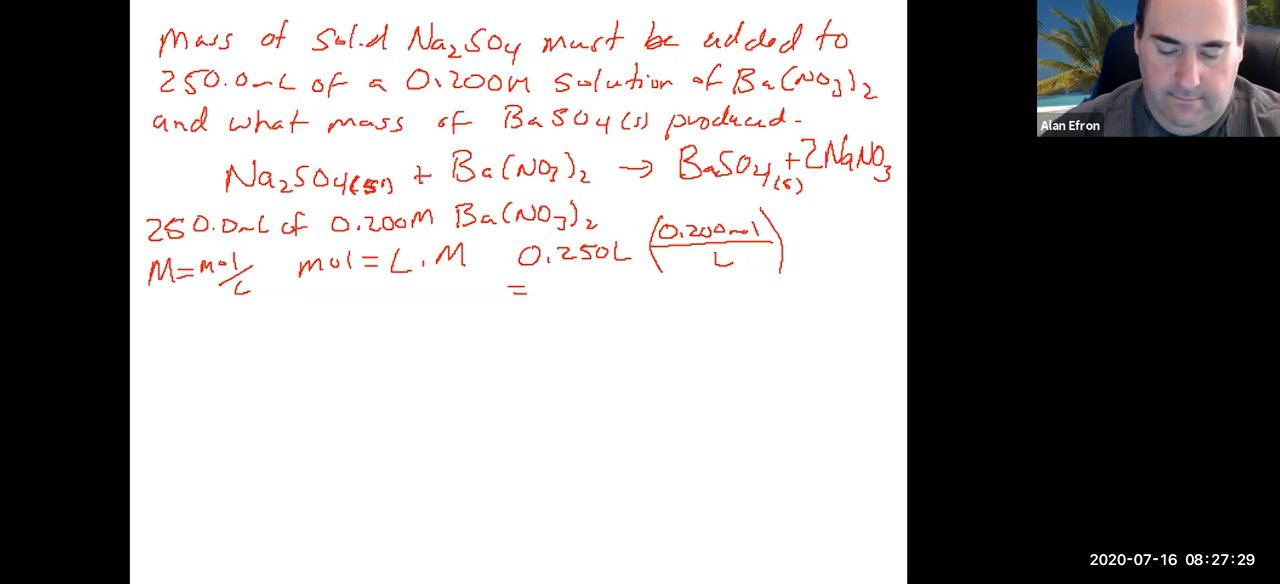 Mass of Solid Na₂SO₄ must be added to
250.0mL of a 0.200M solution of Ba(NO₃)₂
and what mass of BaSO₄(s) produced.
Na₂SO₄(s) + Ba(NO₃)₂ → BaSO₄(s) + 2NaNO₃
250.0mL of 0.200M Ba(NO₃)₂
M=mol/L mol = L·M 0.250L (0.200mol/L)
=
Alan Efron
2020-07-16 08:27:29